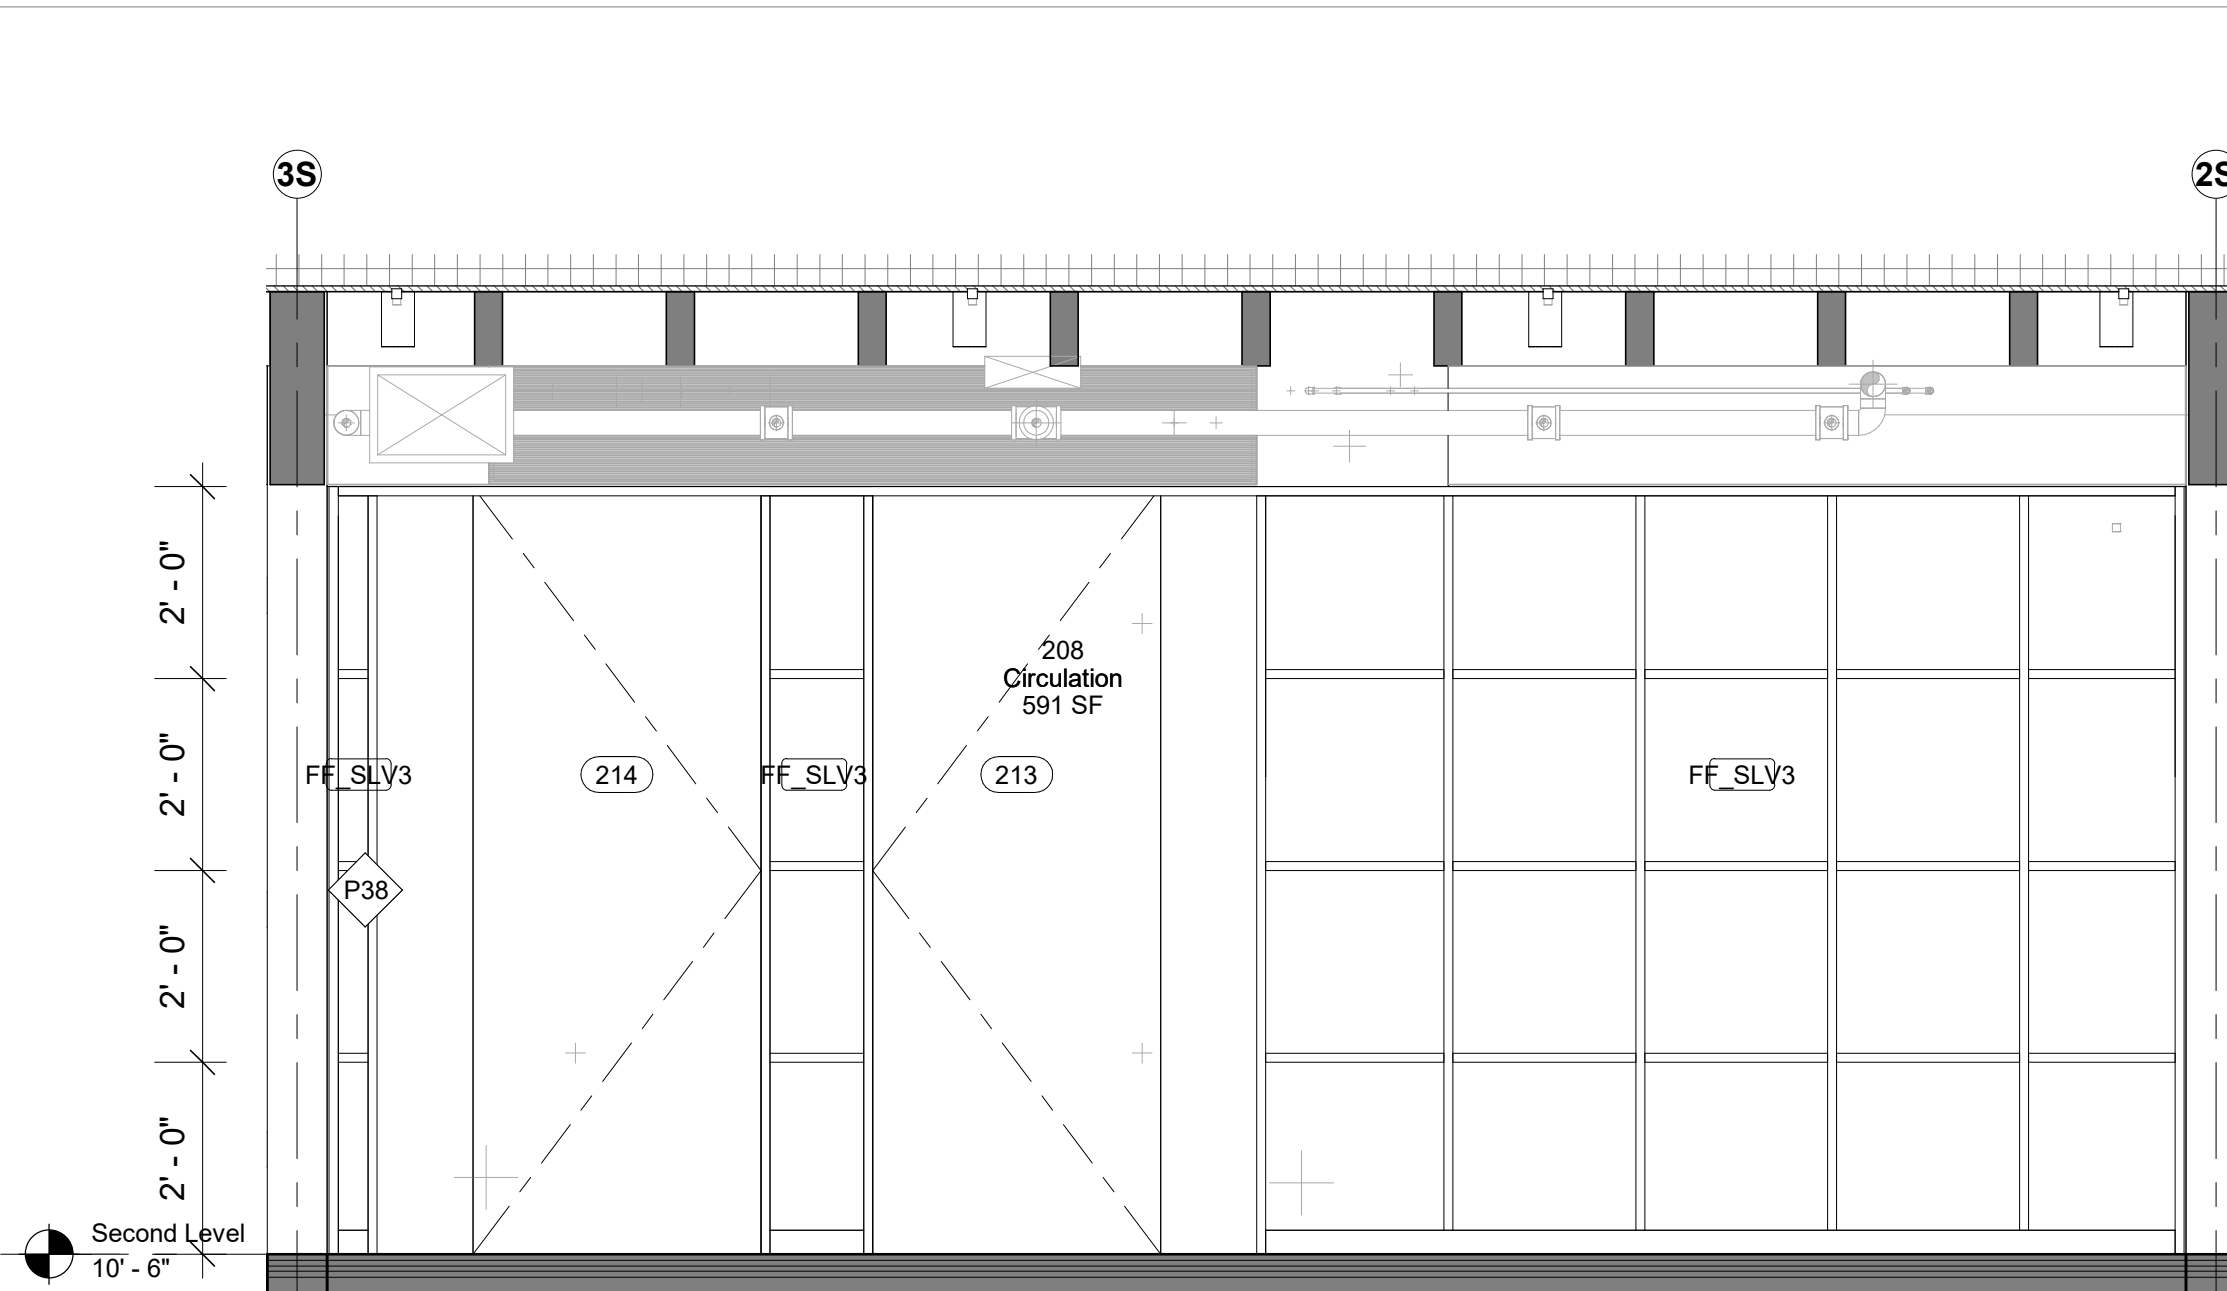 3S
2S
2' - 0"
208
Circulation
591 SF
2' - 0"
FF_SLV3
214
FF_SLV3
213
FF_SLV3
P38
2' - 0"
2' - 0"
Second Level
10' - 6"